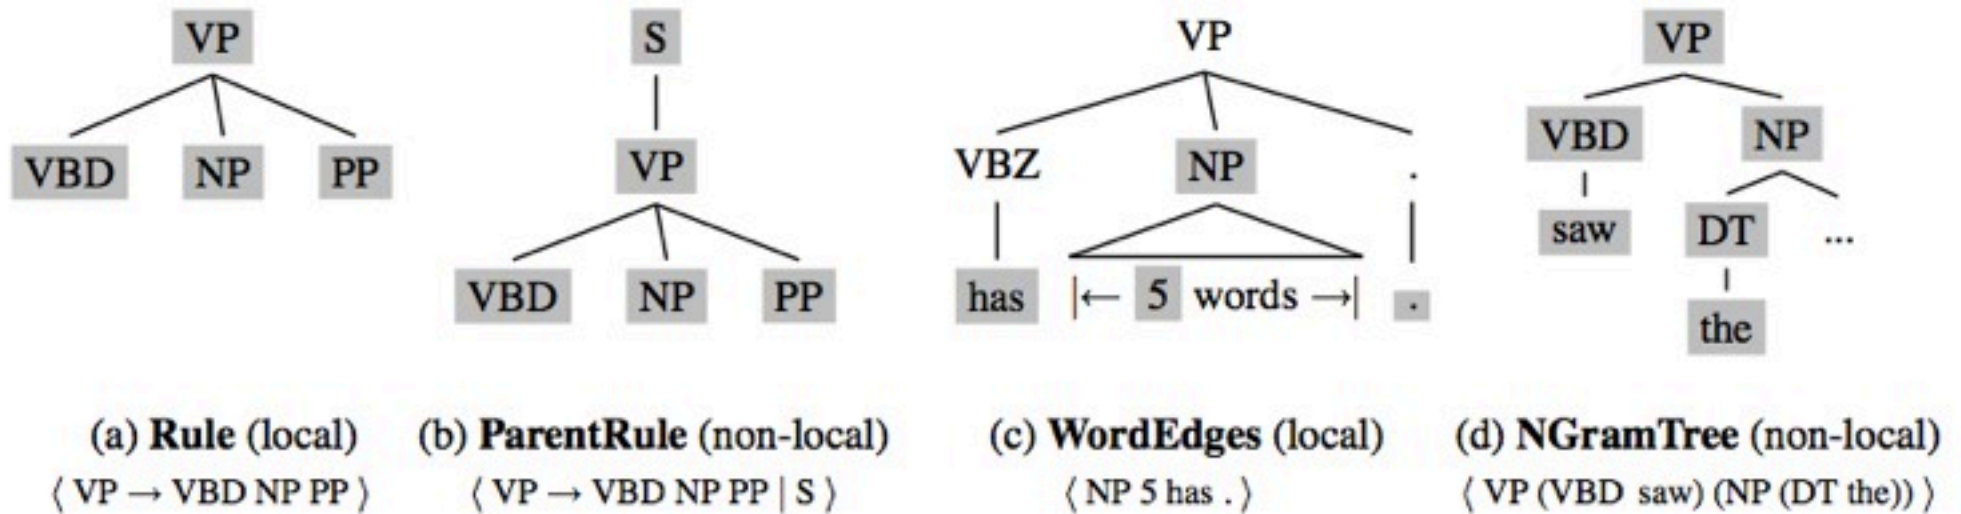 VP
VBD NP PP
(a) Rule (local)
⟨ VP → VBD NP PP ⟩
S
VP
VBD NP PP
(b) ParentRule (non-local)
⟨ VP → VBD NP PP | S ⟩
VP
VBZ NP .
has |← 5 words →| .
(c) WordEdges (local)
⟨ NP 5 has . ⟩
VP
VBD NP
saw DT ...
the
(d) NGramTree (non-local)
⟨ VP (VBD saw) (NP (DT the)) ⟩